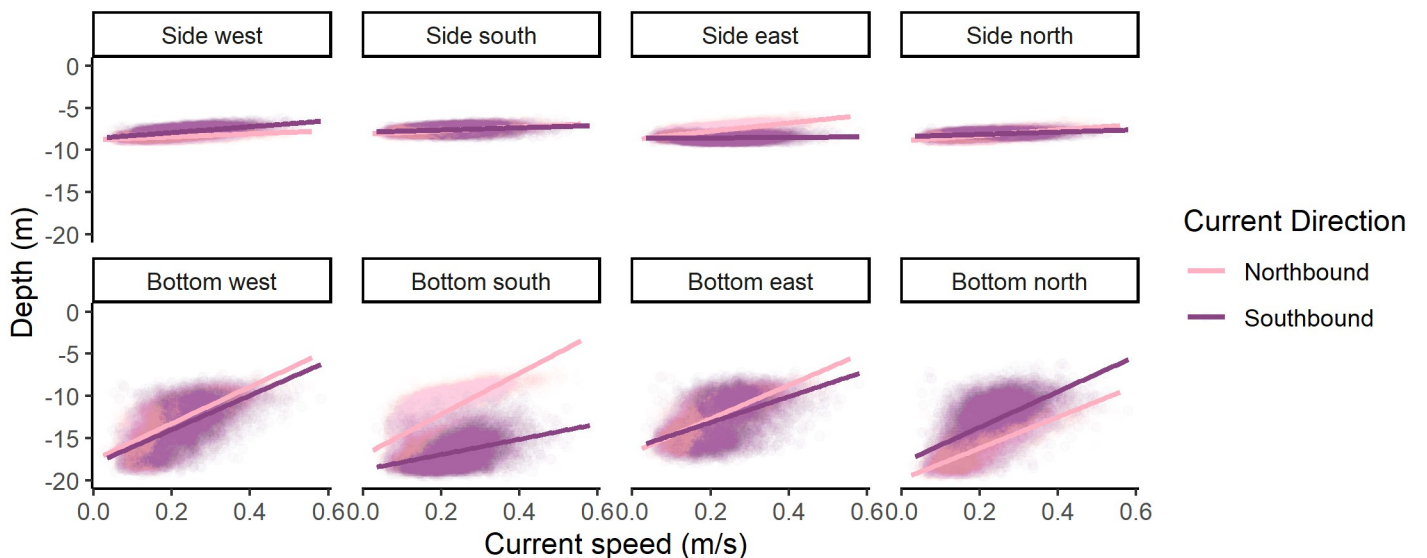 Side west
Side south
Side east
Side north
0
-5
-10
-15
-20
Depth (m)
Bottom west
Bottom south
Bottom east
Bottom north
0
-5
-10
-15
-20
0.0 0.2 0.4 0.6 0.0 0.2 0.4 0.6 0.0 0.2 0.4 0.6 0.0 0.2 0.4 0.6
Current speed (m/s)
Current Direction
Northbound
Southbound